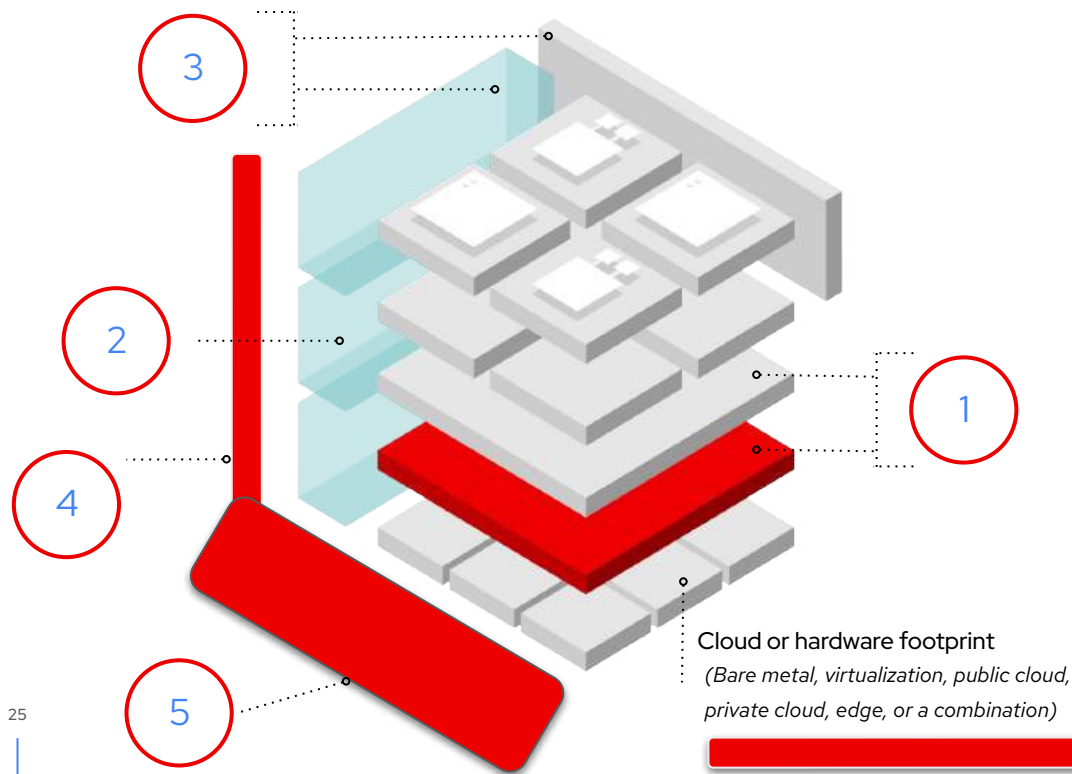 3
2
1
4
Cloud or hardware footprint
(Bare metal, virtualization, public cloud,
private cloud, edge, or a combination)
5
25